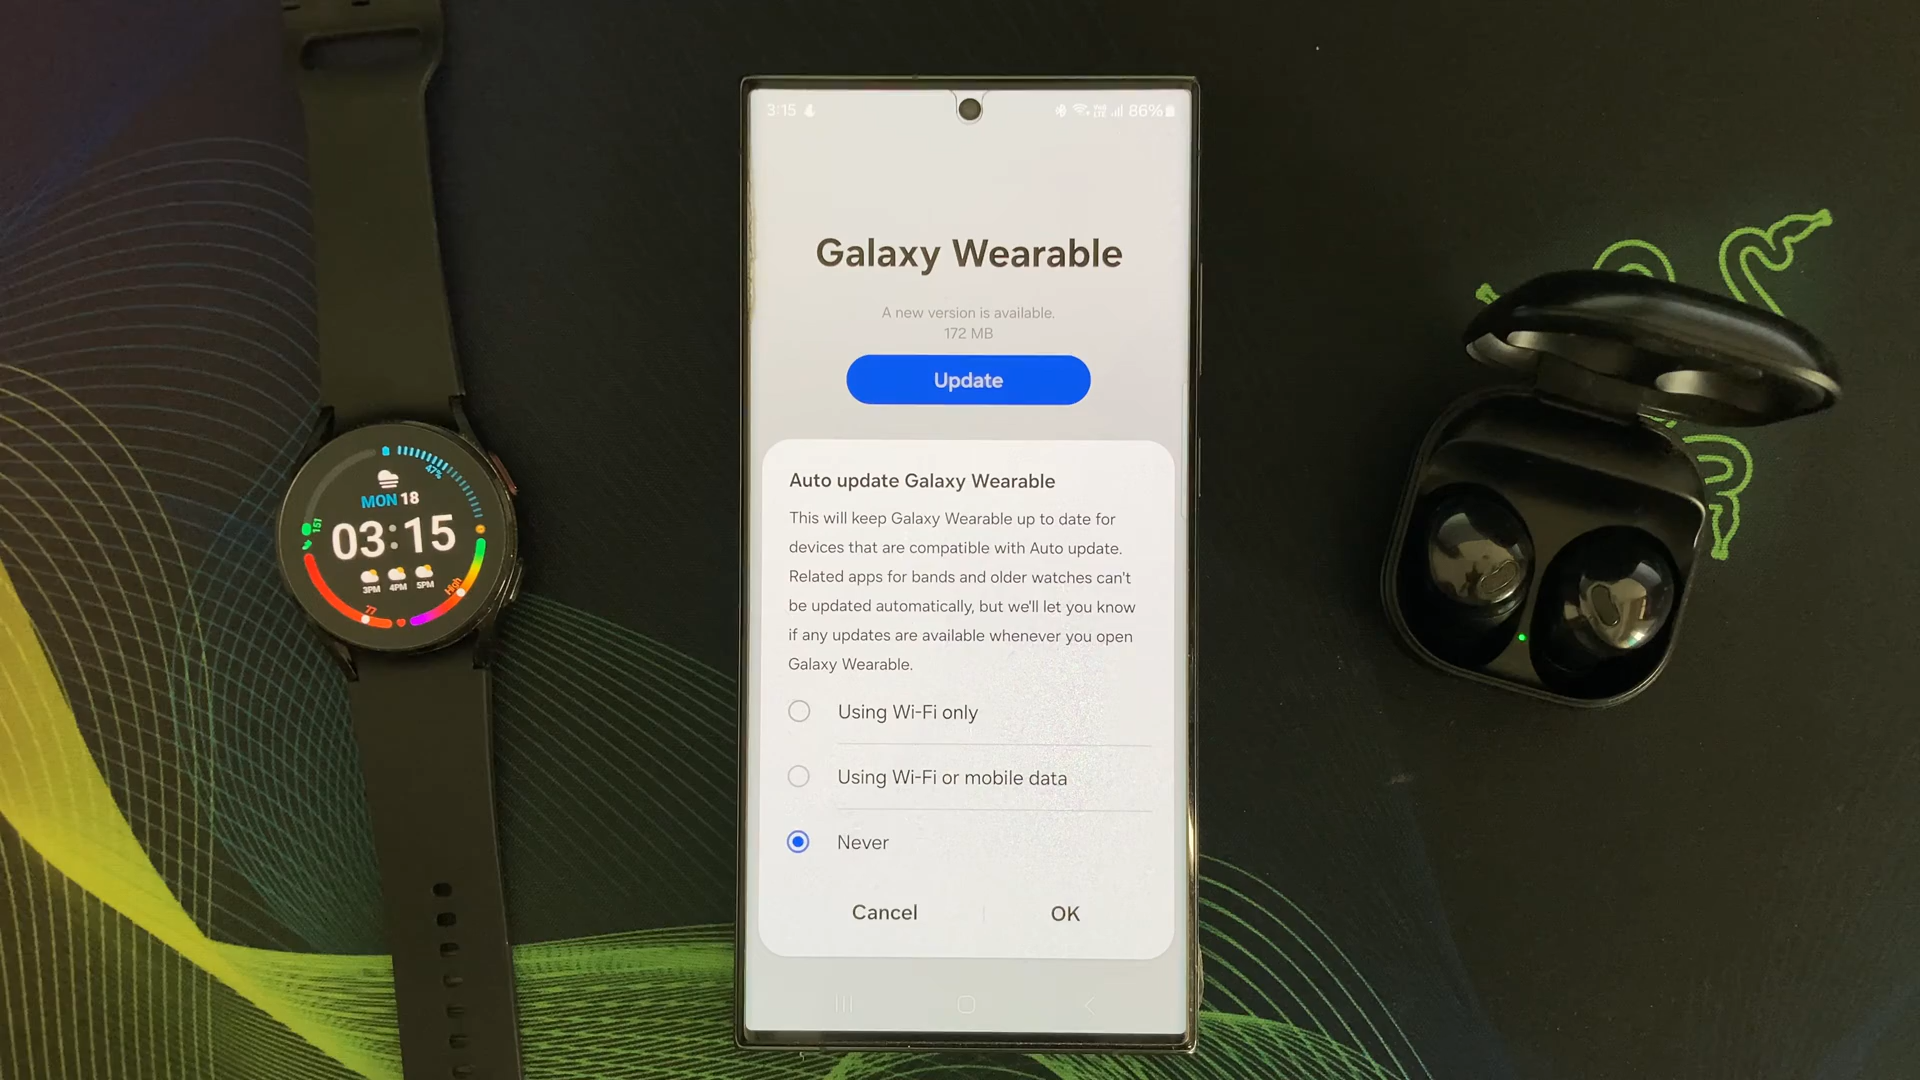 3:15
86%
Galaxy Wearable
A new version is available.
172 MB
Update
Auto update Galaxy Wearable
This will keep Galaxy Wearable up to date for
devices that are compatible with Auto update.
Related apps for bands and older watches can't
be updated automatically, but we'll let you know
if any updates are available whenever you open
Galaxy Wearable.
Using Wi-Fi only
Using Wi-Fi or mobile data
Never
Cancel
OK
47%
MON 18
151
03:15
3PM 4PM 5PM
77
High